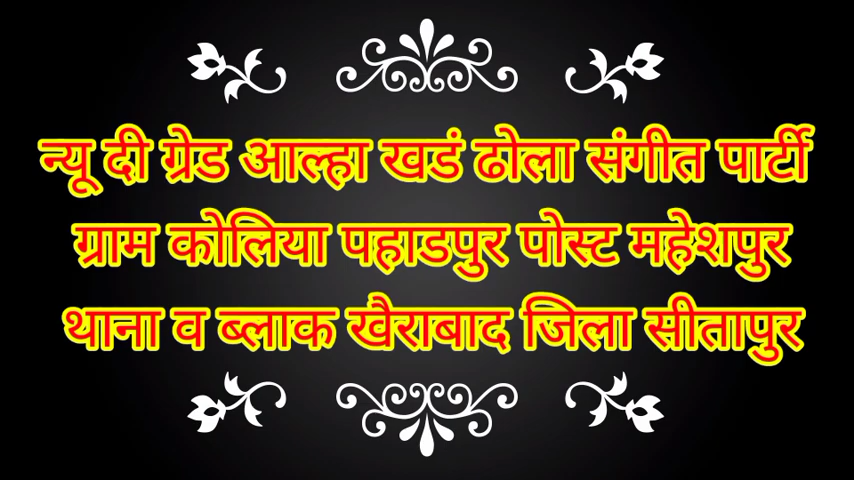 न्यू दी ग्रेड आल्हा खडं ढोला संगीत पार्टी
ग्राम कोलिया पहाडपुर पोस्ट महेशपुर
थाना व ब्लाक खैराबाद जिला सीतापुर